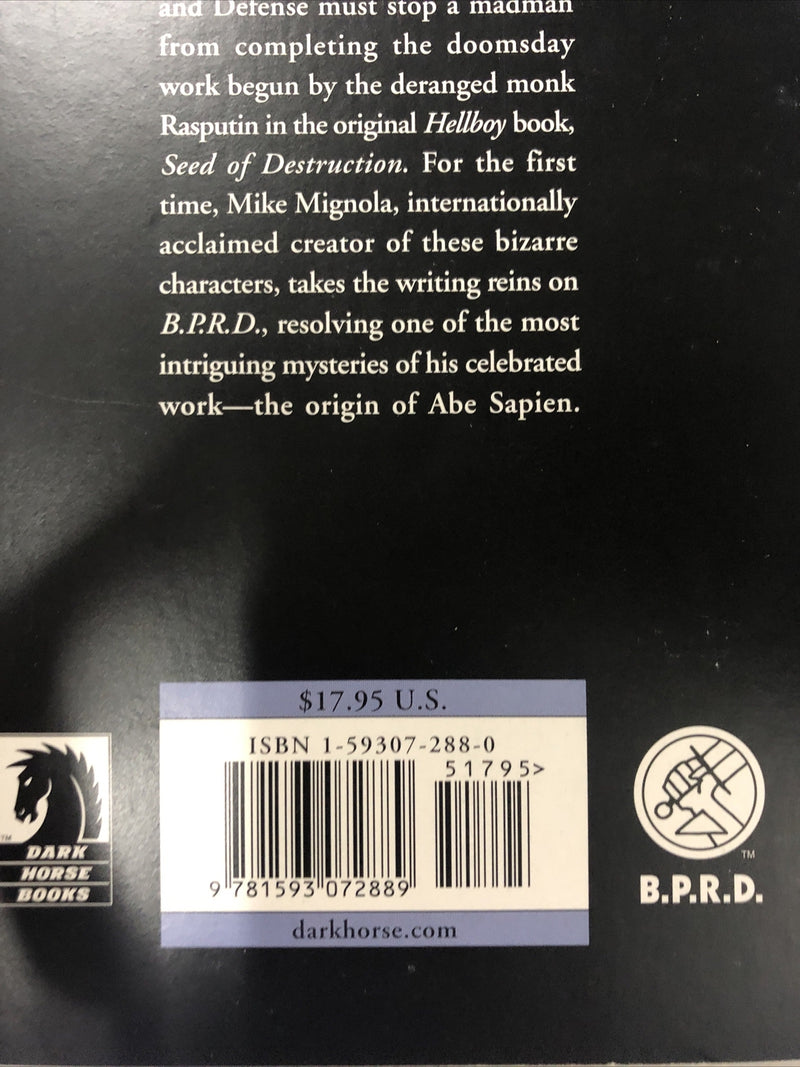 and Defense must stop a madman
from completing the doomsday
work begun by the deranged monk
Rasputin in the original Hellboy book,
Seed of Destruction. For the first
time, Mike Mignola, internationally
acclaimed creator of these bizarre
characters, takes the writing reins on
B.P.R.D., resolving one of the most
intriguing mysteries of his celebrated
work—the origin of Abe Sapien.
$17.95 U.S.
ISBN 1-59307-288-0
51795>
9 781593 072889
darkhorse.com
TM
DARK
HORSE
BOOKS
TM
B.P.R.D.